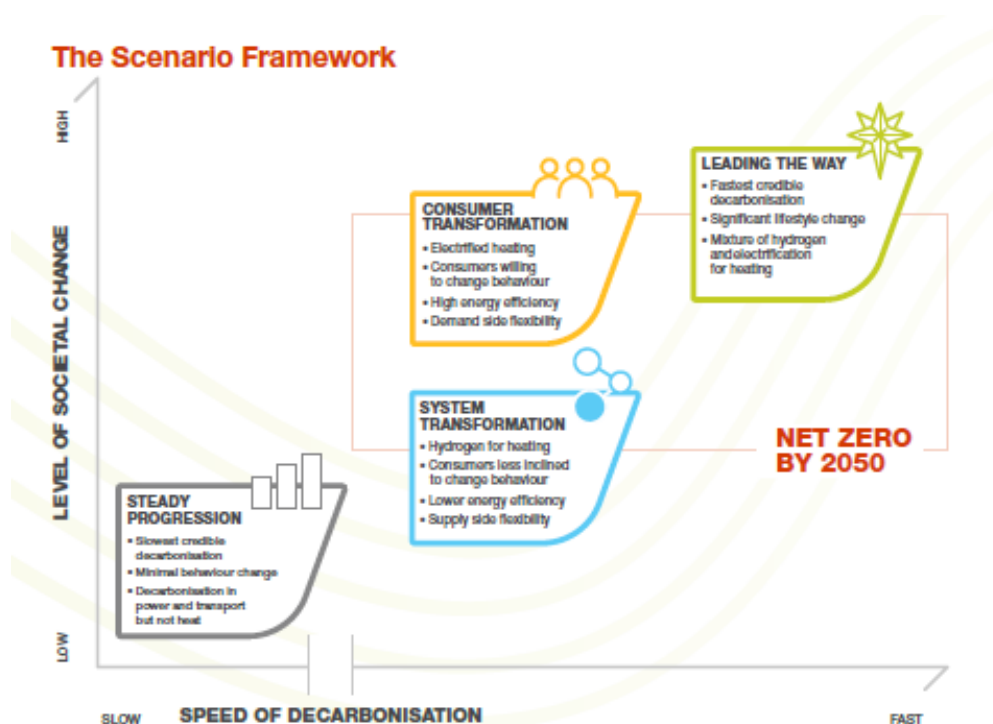 The Scenario Framework
HIGH
LEVEL OF SOCIETAL CHANGE
LOW
LEADING THE WAY
▪ Fastest credible
decarbonisation
▪ Significant lifestyle change
▪ Mixture of hydrogen
and electrification
for heating
CONSUMER
TRANSFORMATION
▪ Electrified heating
▪ Consumers willing
to change behaviour
▪ High energy efficiency
▪ Demand side flexibility
SYSTEM
TRANSFORMATION
▪ Hydrogen for heating
▪ Consumers less inclined
to change behaviour
▪ Lower energy efficiency
▪ Supply side flexibility
NET ZERO
BY 2050
STEADY
PROGRESSION
▪ Slowest credible
decarbonisation
▪ Minimal behaviour change
▪ Decarbonisation in
power and transport
but not heat
SLOW
SPEED OF DECARBONISATION
FAST